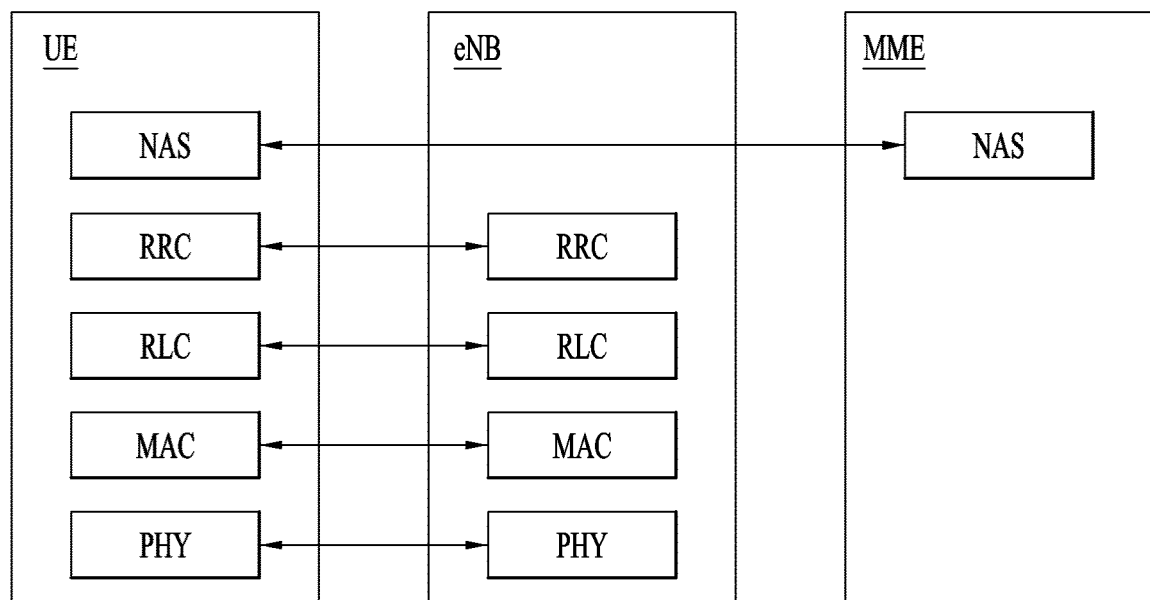 UE eNB MME
NAS NAS
RRC RRC
RLC RLC
MAC MAC
PHY PHY